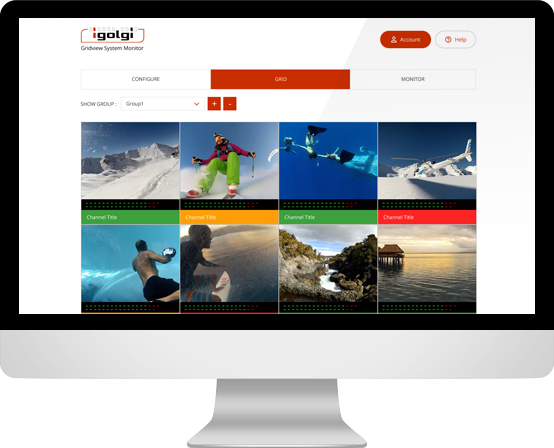 igolgi
Gridview System Monitor
Account
Help
CONFIGURE
GRID
MONITOR
SHOW GROUP :
Group1
+
-
Channel Title
Channel Title
Channel Title
Channel Title